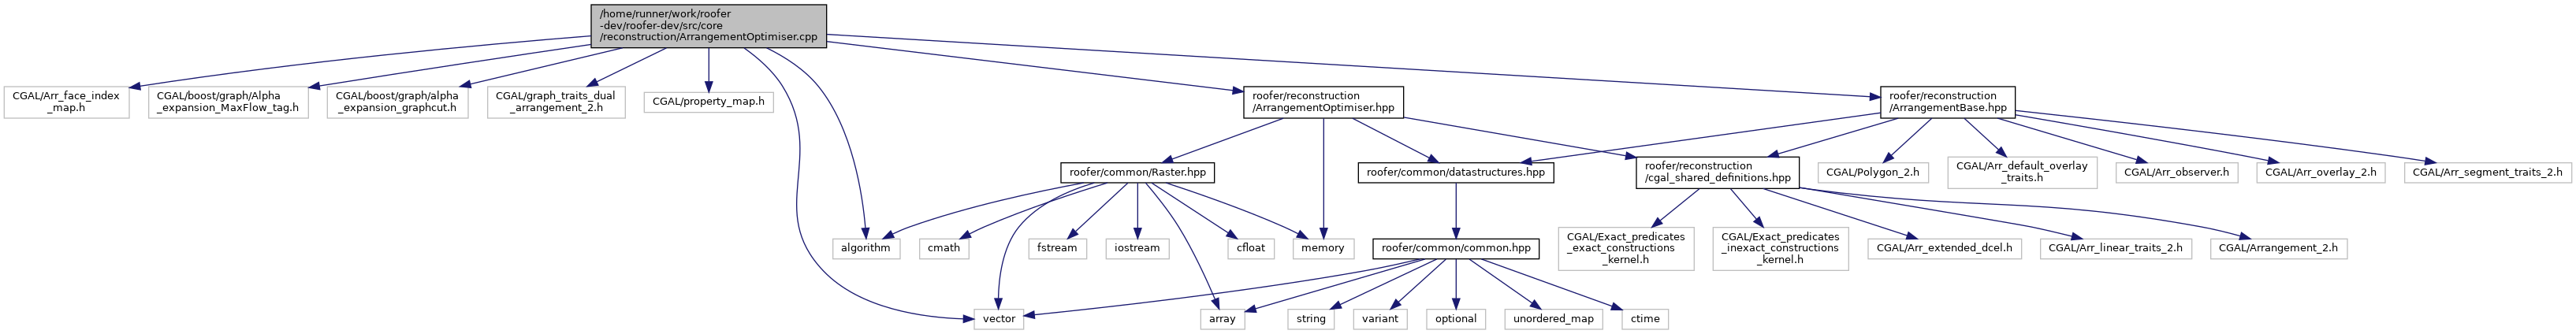 /home/runner/work/roofer
-dev/roofer-dev/src/core
/reconstruction/ArrangementOptimiser.cpp
CGAL/Arr_face_index
_map.h
CGAL/boost/graph/Alpha
_expansion_MaxFlow_tag.h
CGAL/boost/graph/alpha
_expansion_graphcut.h
CGAL/graph_traits_dual
_arrangement_2.h
CGAL/property_map.h
roofer/reconstruction
/ArrangementOptimiser.hpp
roofer/reconstruction
/ArrangementBase.hpp
roofer/common/Raster.hpp
roofer/common/datastructures.hpp
roofer/reconstruction
/cgal_shared_definitions.hpp
CGAL/Polygon_2.h
CGAL/Arr_default_overlay
_traits.h
CGAL/Arr_observer.h
CGAL/Arr_overlay_2.h
CGAL/Arr_segment_traits_2.h
algorithm
cmath
fstream
iostream
cfloat
memory
roofer/common/common.hpp
CGAL/Exact_predicates
_exact_constructions
_kernel.h
CGAL/Exact_predicates
_inexact_constructions
_kernel.h
CGAL/Arr_extended_dcel.h
CGAL/Arr_linear_traits_2.h
CGAL/Arrangement_2.h
vector
array
string
variant
optional
unordered_map
ctime